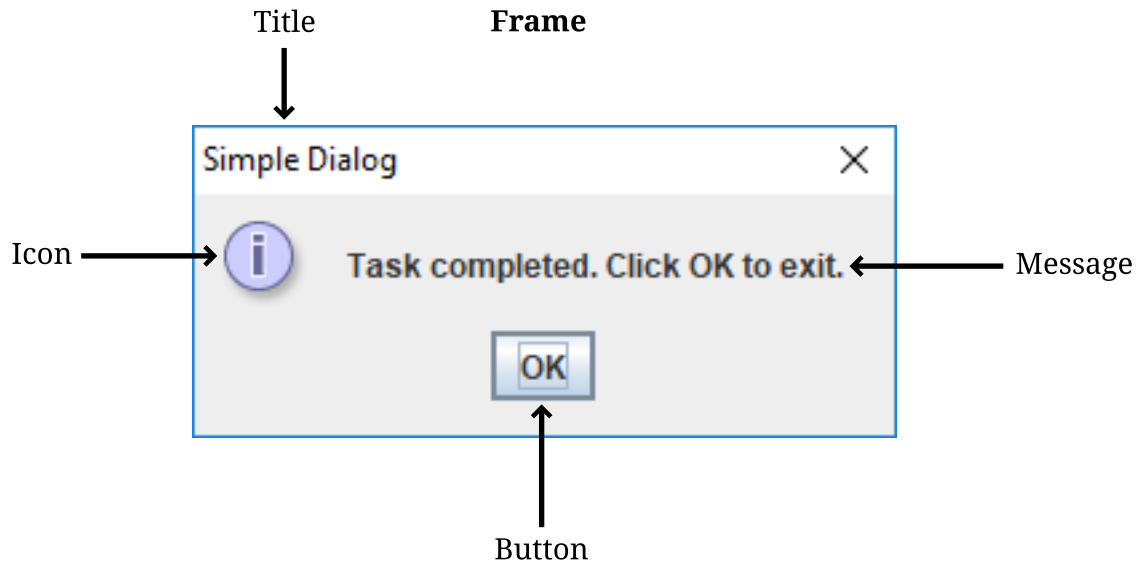 Title
Frame
Simple Dialog
Icon
i
Task completed. Click OK to exit.
Message
OK
Button